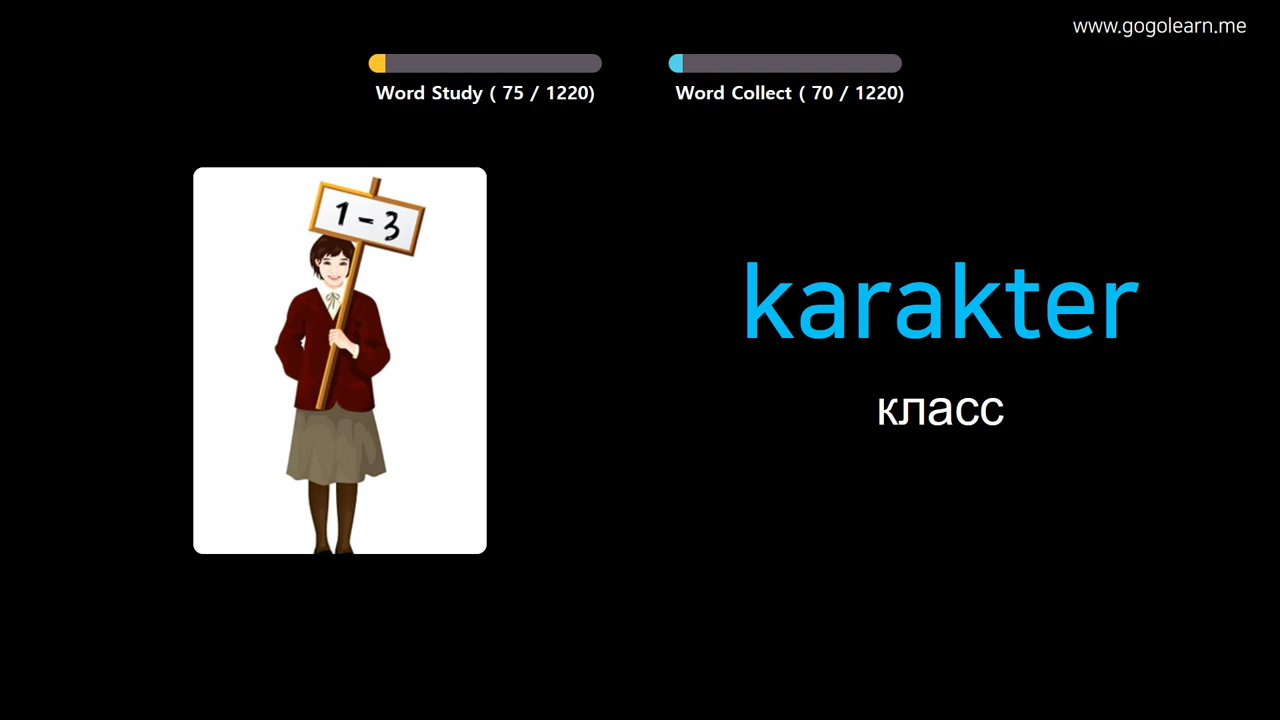 www.gogolearn.me
Word Study ( 75 / 1220)
Word Collect ( 70 / 1220)
1 - 3
karakter
класс